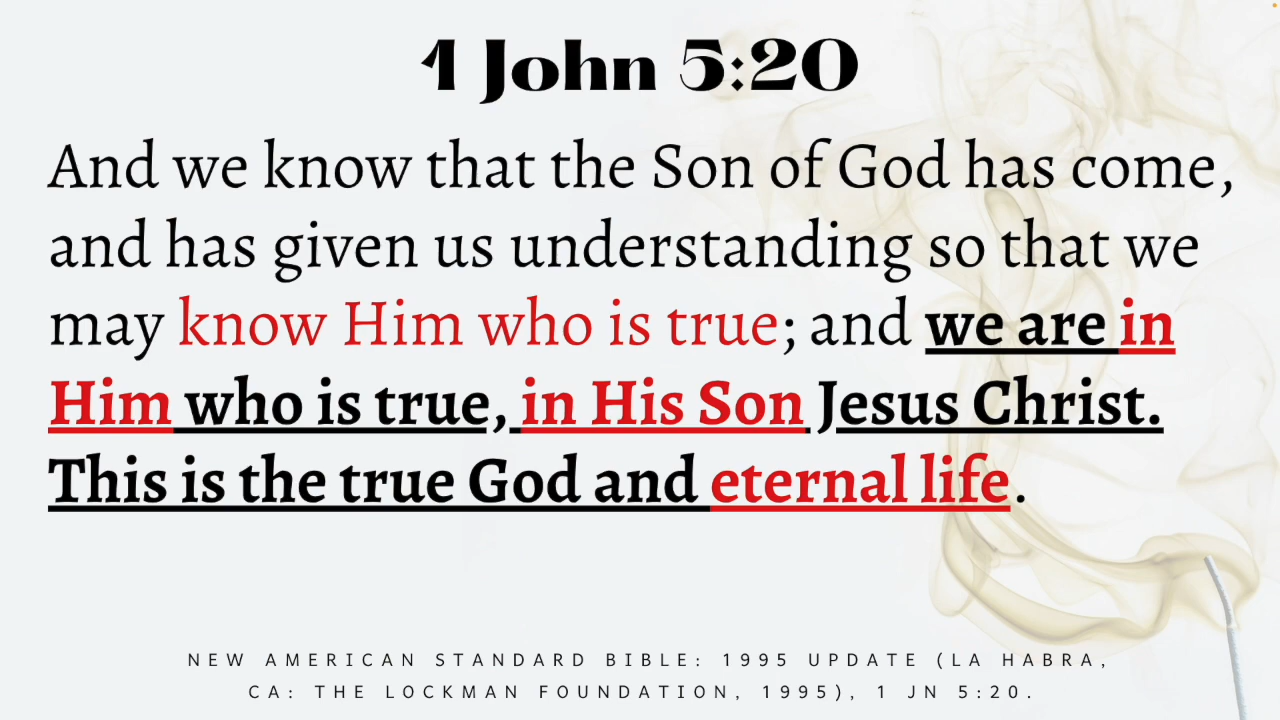 1 John 5:20
And we know that the Son of God has come,
and has given us understanding so that we
may know Him who is true; and we are in
Him who is true, in His Son Jesus Christ.
This is the true God and eternal life.
NEW AMERICAN STANDARD BIBLE: 1995 UPDATE (LA HABRA,
CA: THE LOCKMAN FOUNDATION, 1995), 1 JN 5:20.